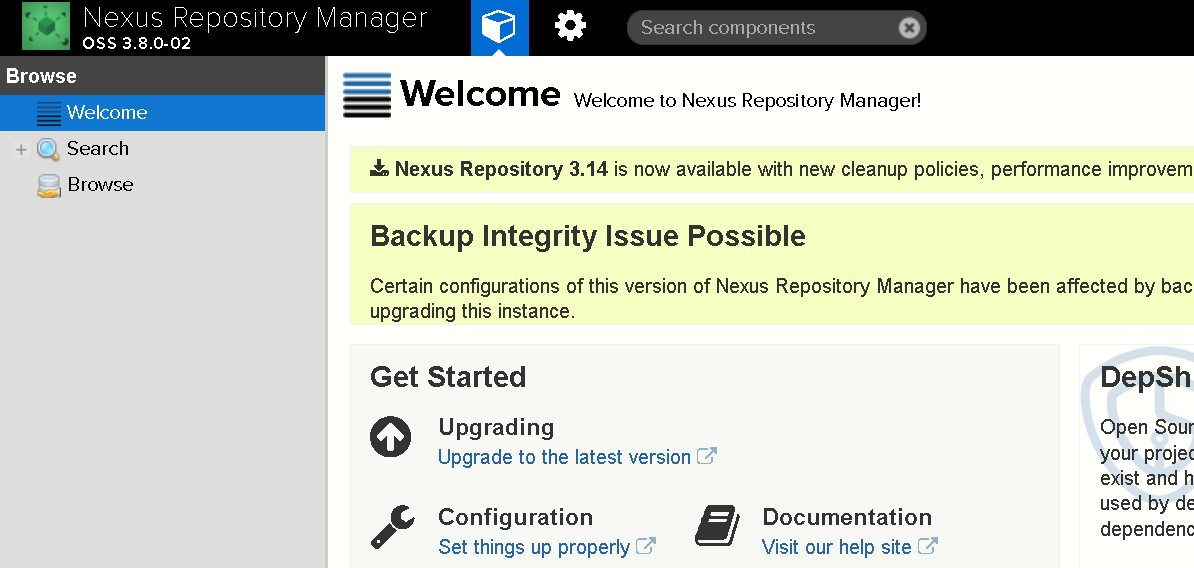 Nexus Repository Manager
OSS 3.8.0-02
Search components
Browse
Welcome
Search
Browse
Welcome Welcome to Nexus Repository Manager!
Nexus Repository 3.14 is now available with new cleanup policies, performance improvem
Backup Integrity Issue Possible
Certain configurations of this version of Nexus Repository Manager have been affected by bac
upgrading this instance.
Get Started
Upgrading
Upgrade to the latest version
Configuration
Set things up properly
Documentation
Visit our help site
DepSh
Open Sour
your projec
exist and h
used by de
dependenc